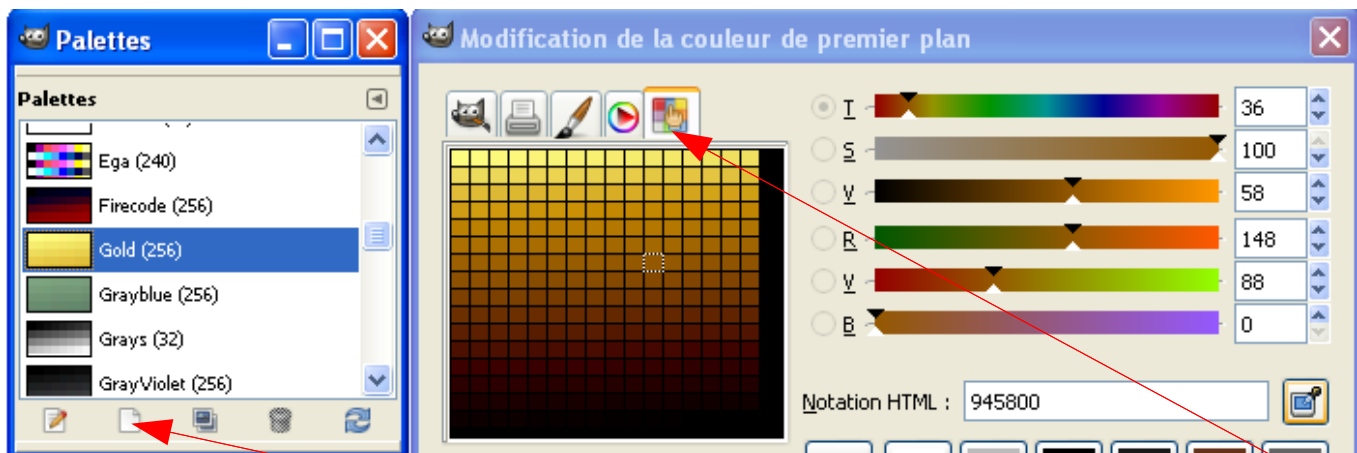 Palettes
Palettes
Ega (240)
Firecode (256)
Gold (256)
Grayblue (256)
Grays (32)
GrayViolet (256)
Modification de la couleur de premier plan
T 36
S 100
V 58
R 148
V 88
B 0
Notation HTML : 945800